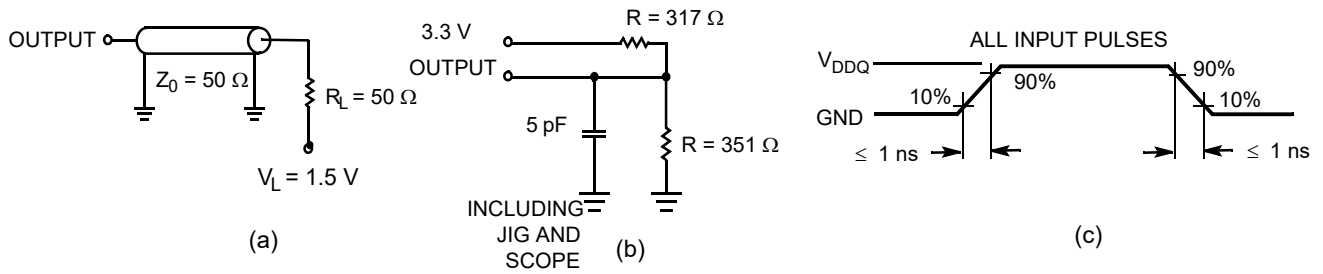 OUTPUT
Z0 = 50 Ω
RL = 50 Ω
VL = 1.5 V
(a)
R = 317 Ω
3.3 V
OUTPUT
5 pF
R = 351 Ω
INCLUDING
JIG AND
SCOPE
(b)
ALL INPUT PULSES
VDDQ
90%
90%
10%
10%
GND
≤ 1 ns
≤ 1 ns
(c)